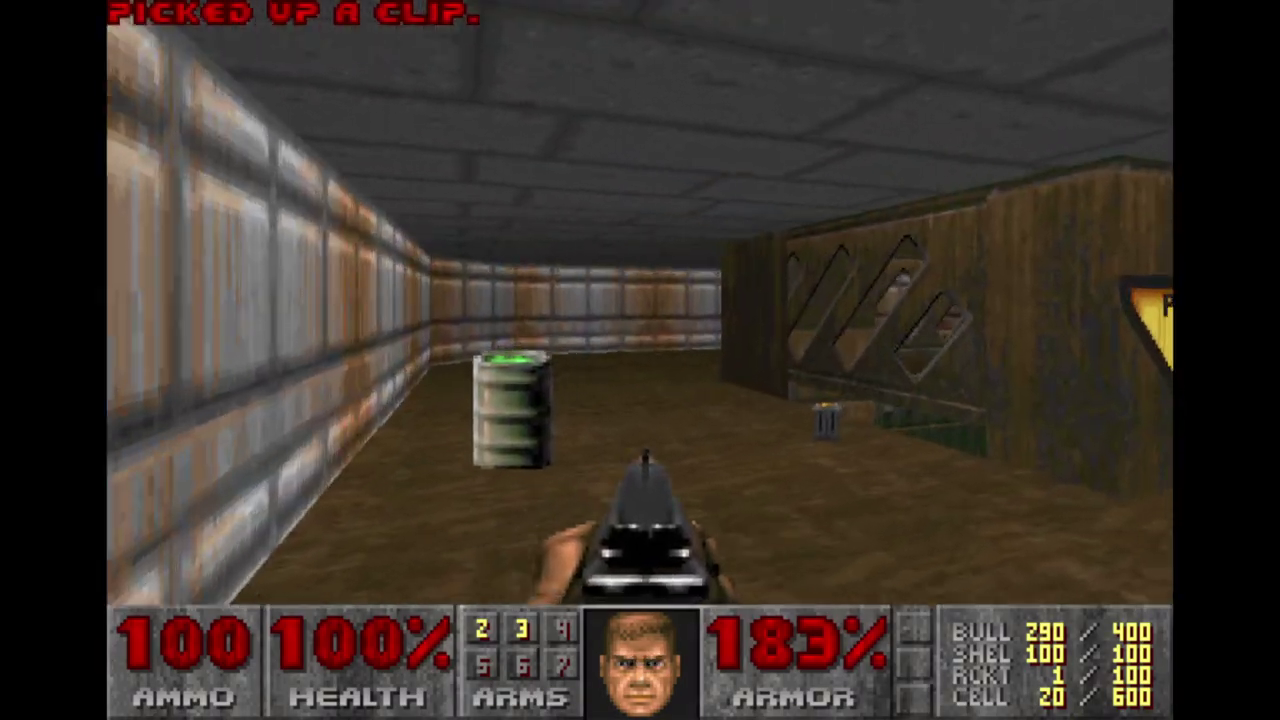 PICKED UP A CLIP.
100 100% 2 3 4 183% BULL 290 / 400
5 6 7 SHEL 100 / 100
RCKT 1 / 100
AMMO HEALTH ARMS ARMOR CELL 20 / 600